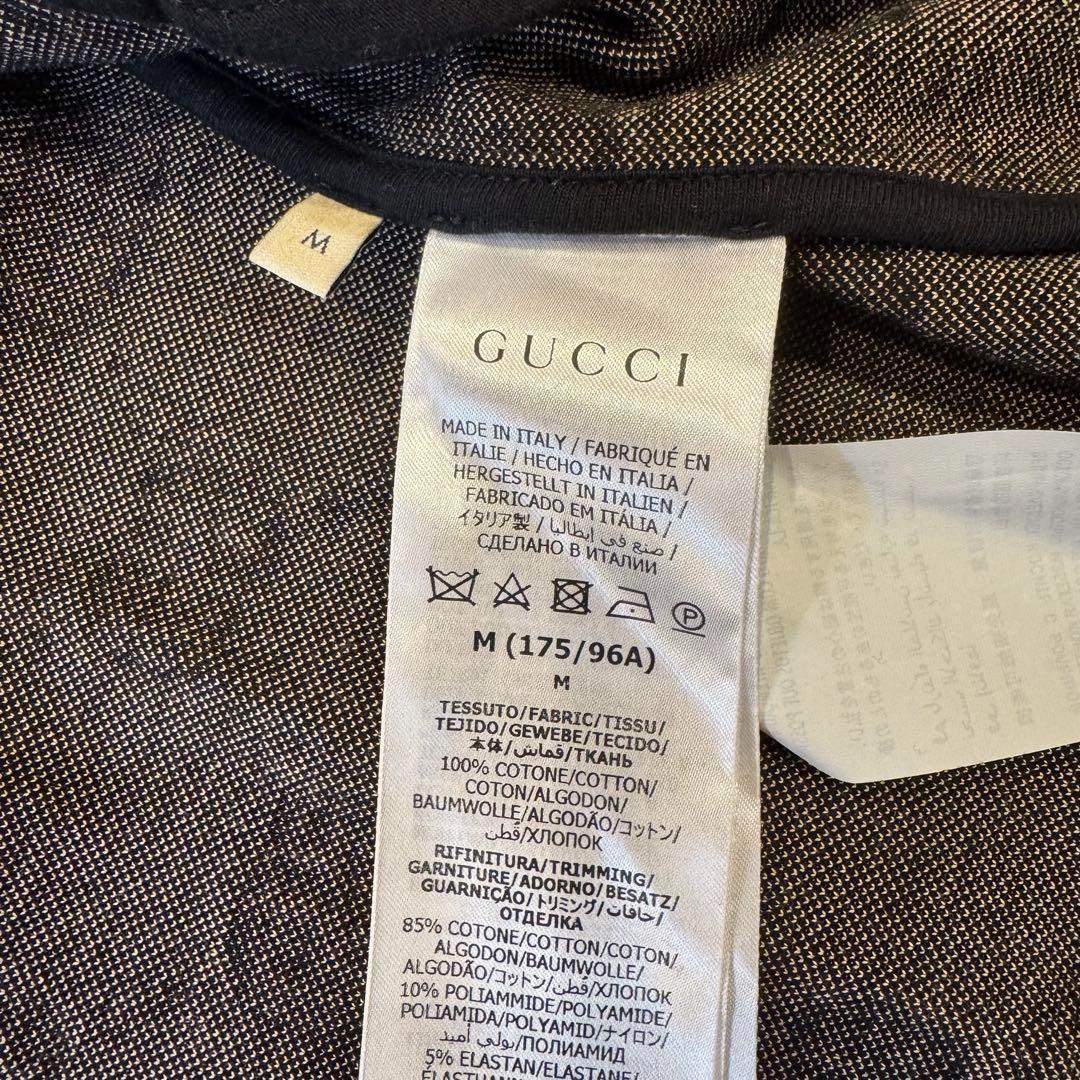 M
GUCCI
MADE IN ITALY / FABRIQUÉ EN
ITALIE / HECHO EN ITALIA /
HERGESTELLT IN ITALIEN /
FABRICADO EM ITÁLIA /
イタリア製 / صنع في إيطاليا /
СДЕЛАНО В ИТАЛИИ
P
M (175/96A)
M
TESSUTO/FABRIC/TISSU/
TEJIDO/GEWEBE/TECIDO/
本体/قماش/ТКАНЬ
100% COTONE/COTTON/
COTON/ALGODON/
BAUMWOLLE/ALGODÃO/コットン/
قطن/ХЛОПОК
RIFINITURA/TRIMMING/
GARNITURE/ADORNO/BESATZ/
GUARNIÇÃO/トリミング/حافات/
ОТДЕЛКА
85% COTONE/COTTON/COTON/
ALGODON/BAUMWOLLE/
ALGODÃO/コットン/قطن/ХЛОПОК
10% POLIAMMIDE/POLYAMIDE/
POLIAMIDA/POLYAMID/ナイロン/
بولي أميد/ПОЛИАМИД
5% ELASTAN/ELASTANE/